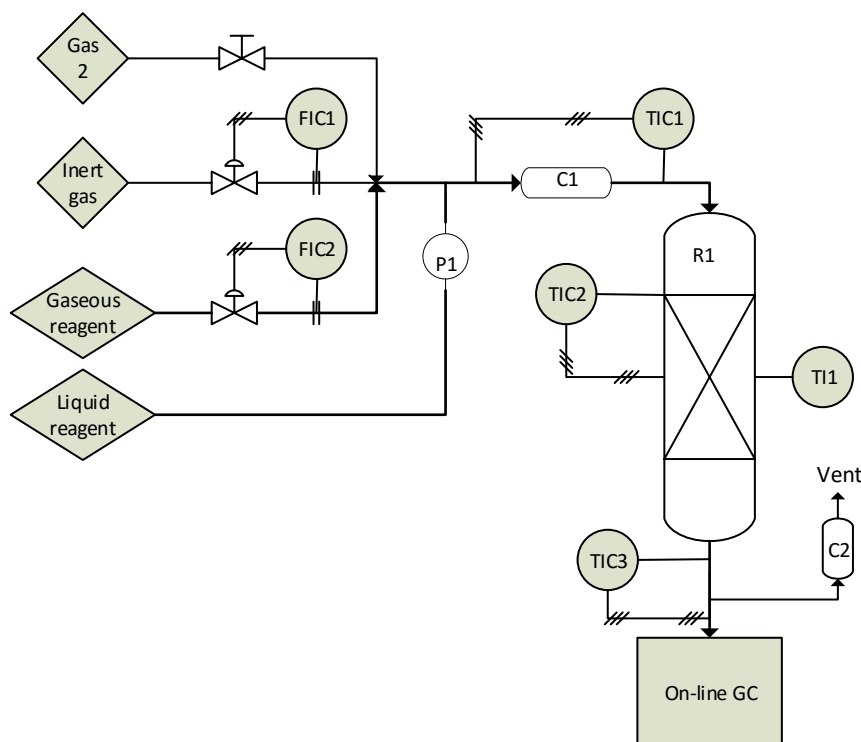 Gas
2
FIC1
TIC1
Inert
gas
C1
FIC2
R1
P1
TIC2
Gaseous
reagent
TI1
Liquid
reagent
Vent
C2
TIC3
On-line GC